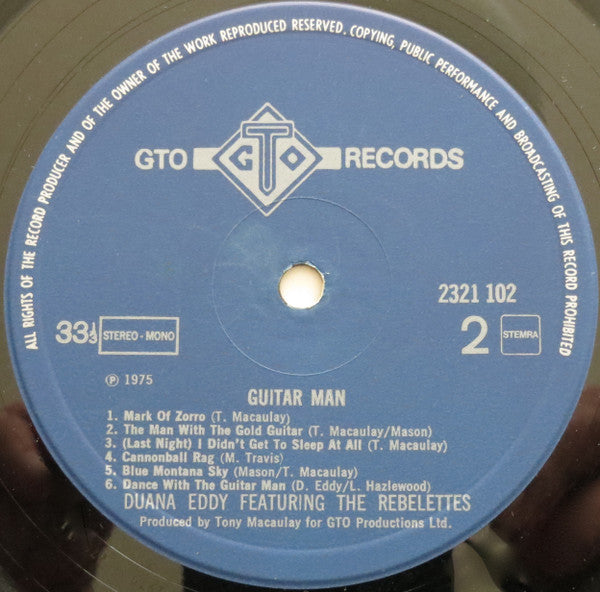 ALL RIGHTS OF THE RECORD PRODUCER AND OF THE OWNER OF THE WORK REPRODUCED RESERVED. COPYING, PUBLIC PERFORMANCE AND BROADCASTING OF THIS RECORD PROHIBITED
GTO GTO RECORDS
2321 102
33⅓ STEREO-MONO 2 STEMRA
℗ 1975
GUITAR MAN
1. Mark Of Zorro (T. Macaulay)
2. The Man With The Gold Guitar (T. Macaulay/Mason)
3. (Last Night) I Didn't Get To Sleep At All (T. Macaulay)
4. Cannonball Rag (M. Travis)
5. Blue Montana Sky (Mason/T. Macaulay)
6. Dance With The Guitar Man (D. Eddy/L. Hazlewood)
DUANA EDDY FEATURING THE REBELETTES
Produced by Tony Macaulay for GTO Productions Ltd.